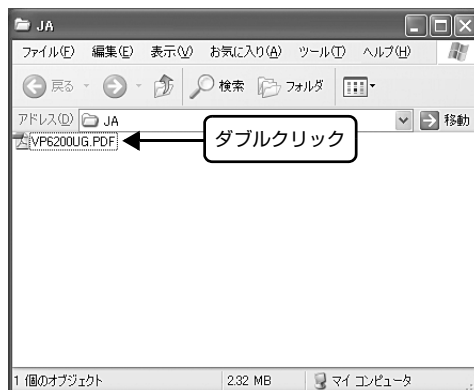 JA
ファイル(F) 編集(E) 表示(V) お気に入り(A) ツール(T) ヘルプ(H)
戻る 検索 フォルダ
アドレス(D) JA 移動
VP6200UG.PDF ダブルクリック
1 個のオブジェクト 2.32 MB マイ コンピュータ